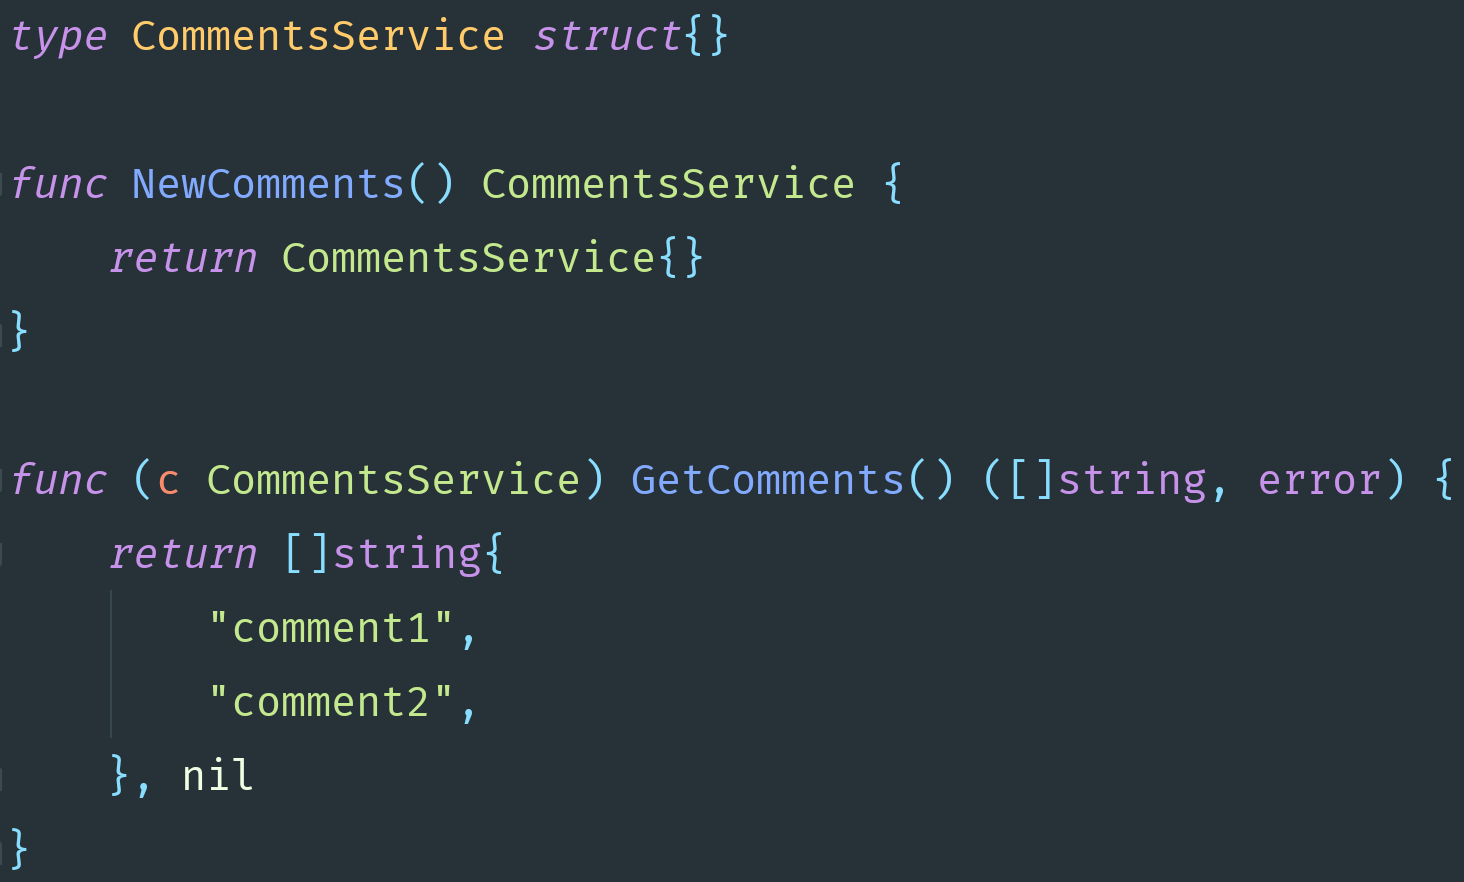 type CommentsService struct{}
func NewComments() CommentsService {
    return CommentsService{}
}
func (c CommentsService) GetComments() ([]string, error) {
    return []string{
        "comment1",
        "comment2",
    }, nil
}